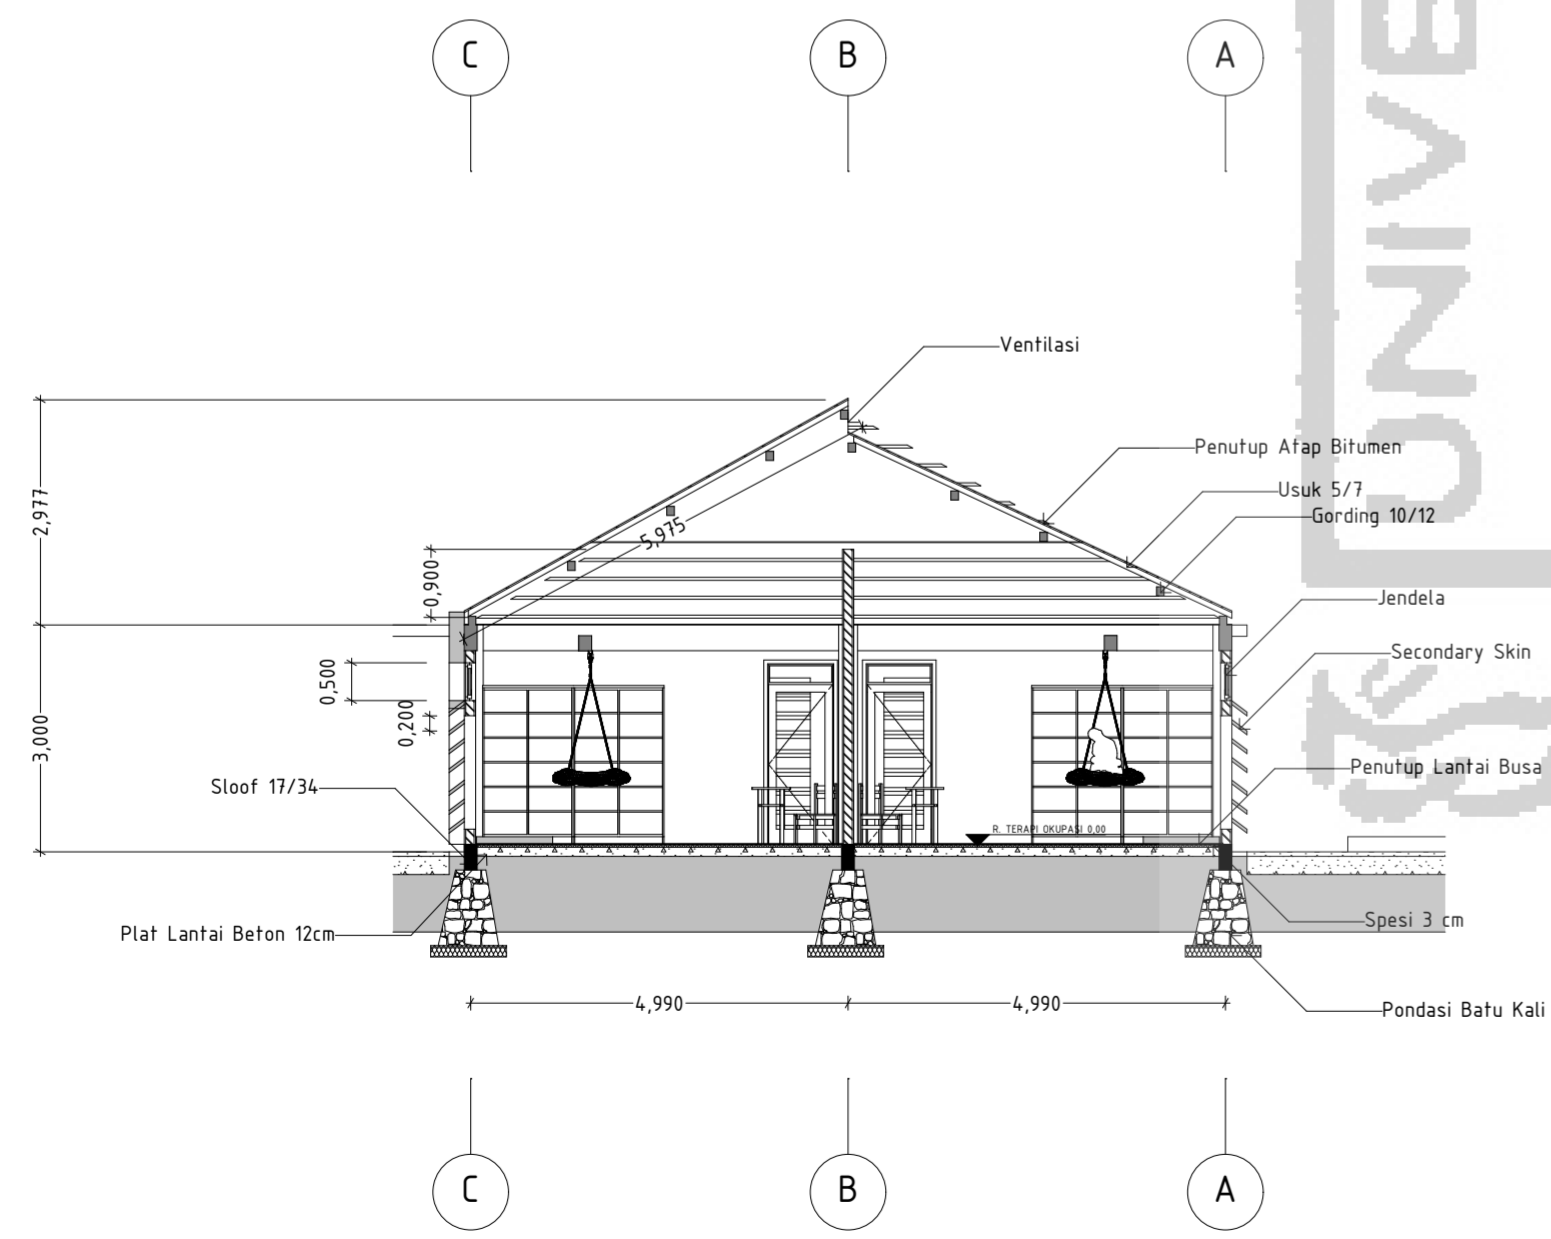 C
B
A
Ventilasi
Penutup Atap Bitumen
Usuk 5/7
Gording 10/12
Jendela
Secondary Skin
Penutup Lantai Busa
Spesi 3 cm
Pondasi Batu Kali
2,977
5,975
0,900
0,500
0,200
3,000
Sloof 17/34
R. TERAPI OKUPASI 0,00
Plat Lantai Beton 12cm
4,990
4,990
C
B
A
UNIVE